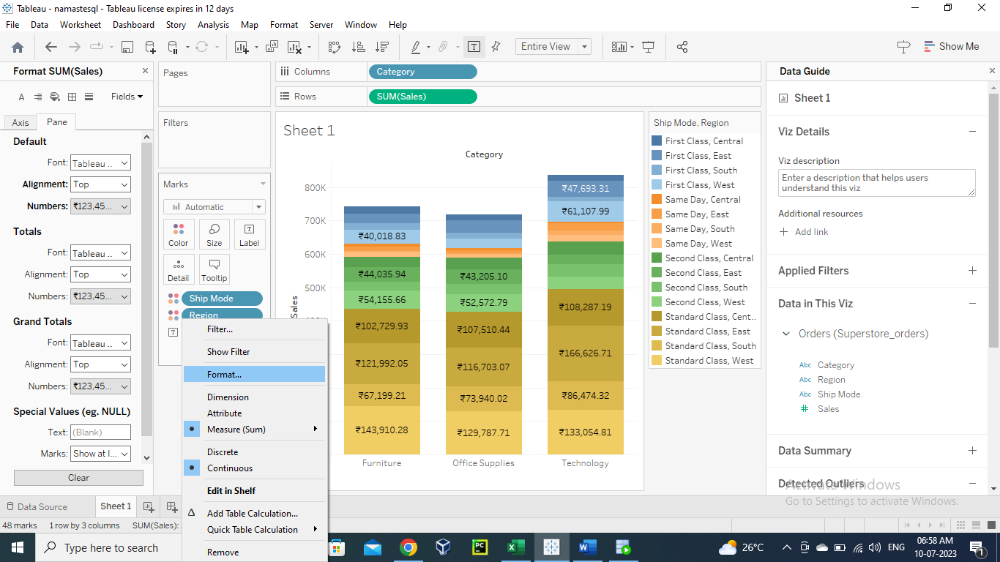 Tableau - namastesql - Tableau license expires in 12 days
File Data Worksheet Dashboard Story Analysis Map Format Server Window Help
Entire View
Show Me
Format SUM(Sales)
A Fields
Axis Pane
Default
Font: Tableau ..
Alignment: Top
Numbers: ₹123,45...
Totals
Font: Tableau ..
Alignment: Top
Numbers: ₹123,45...
Grand Totals
Font: Tableau ..
Alignment: Top
Numbers: ₹123,45...
Special Values (eg. NULL)
Text: (Blank)
Marks: Show at I...
Clear
Pages
Filters
Marks
Automatic
Color Size Label
Detail Tooltip
Ship Mode
Region
Filter...
Show Filter
Format...
Dimension
Attribute
Measure (Sum)
Discrete
Continuous
Edit in Shelf
Add Table Calculation...
Quick Table Calculation
Remove
Columns Category
Rows SUM(Sales)
Sheet 1
Category
800K
700K
600K
500K
Sales
₹40,018.83
₹44,035.94
₹54,155.66
₹102,729.93
₹121,992.05
₹67,199.21
₹143,910.28
₹43,205.10
₹52,572.79
₹107,510.44
₹116,703.07
₹73,940.02
₹129,787.71
₹47,693.31
₹61,107.99
₹108,287.19
₹166,626.71
₹86,474.32
₹133,054.81
Furniture Office Supplies Technology
Ship Mode, Region
First Class, Central
First Class, East
First Class, South
First Class, West
Same Day, Central
Same Day, East
Same Day, South
Same Day, West
Second Class, Central
Second Class, East
Second Class, South
Second Class, West
Standard Class, Cent..
Standard Class, East
Standard Class, South
Standard Class, West
Data Guide
Sheet 1
Viz Details
Viz description
Enter a description that helps users
understand this viz
Additional resources
Add link
Applied Filters
Data in This Viz
Orders (Superstore_orders)
Abc Category
Abc Region
Abc Ship Mode
Sales
Data Summary
Detected Outliers
Activate Windows
Go to Settings to activate Windows.
Data Source Sheet 1
48 marks 1 row by 3 columns SUM(Sales):
Type here to search
26°C
ENG
06:58 AM
10-07-2023
1